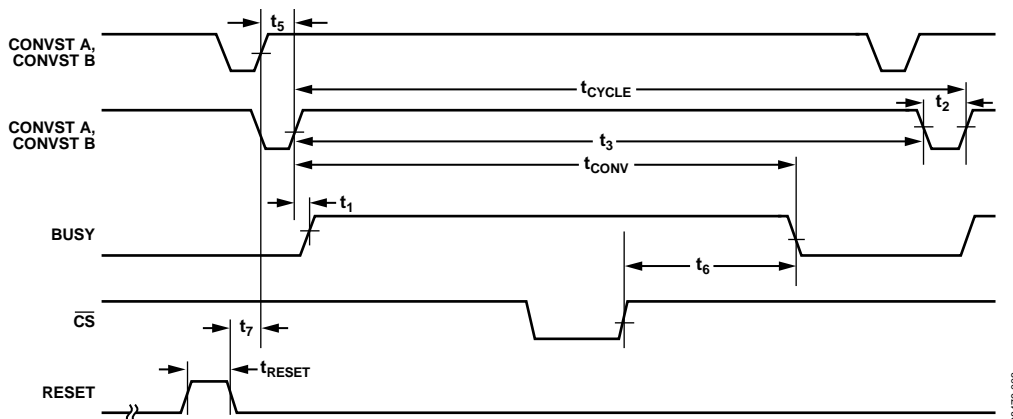 t5
CONVST A,
CONVST B
tCYCLE
t2
CONVST A,
CONVST B
t3
tCONV
t1
BUSY
t6
CS
t7
tRESET
RESET